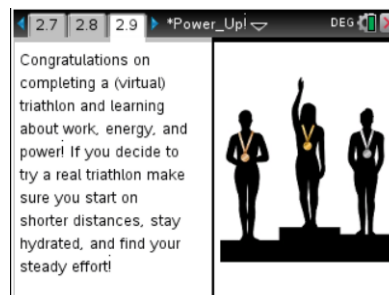 2.7 2.8 2.9 *Power_Up! DEG
Congratulations on
completing a (virtual)
triathlon and learning
about work, energy, and
power! If you decide to
try a real triathlon make
sure you start on
shorter distances, stay
hydrated, and find your
steady effort!